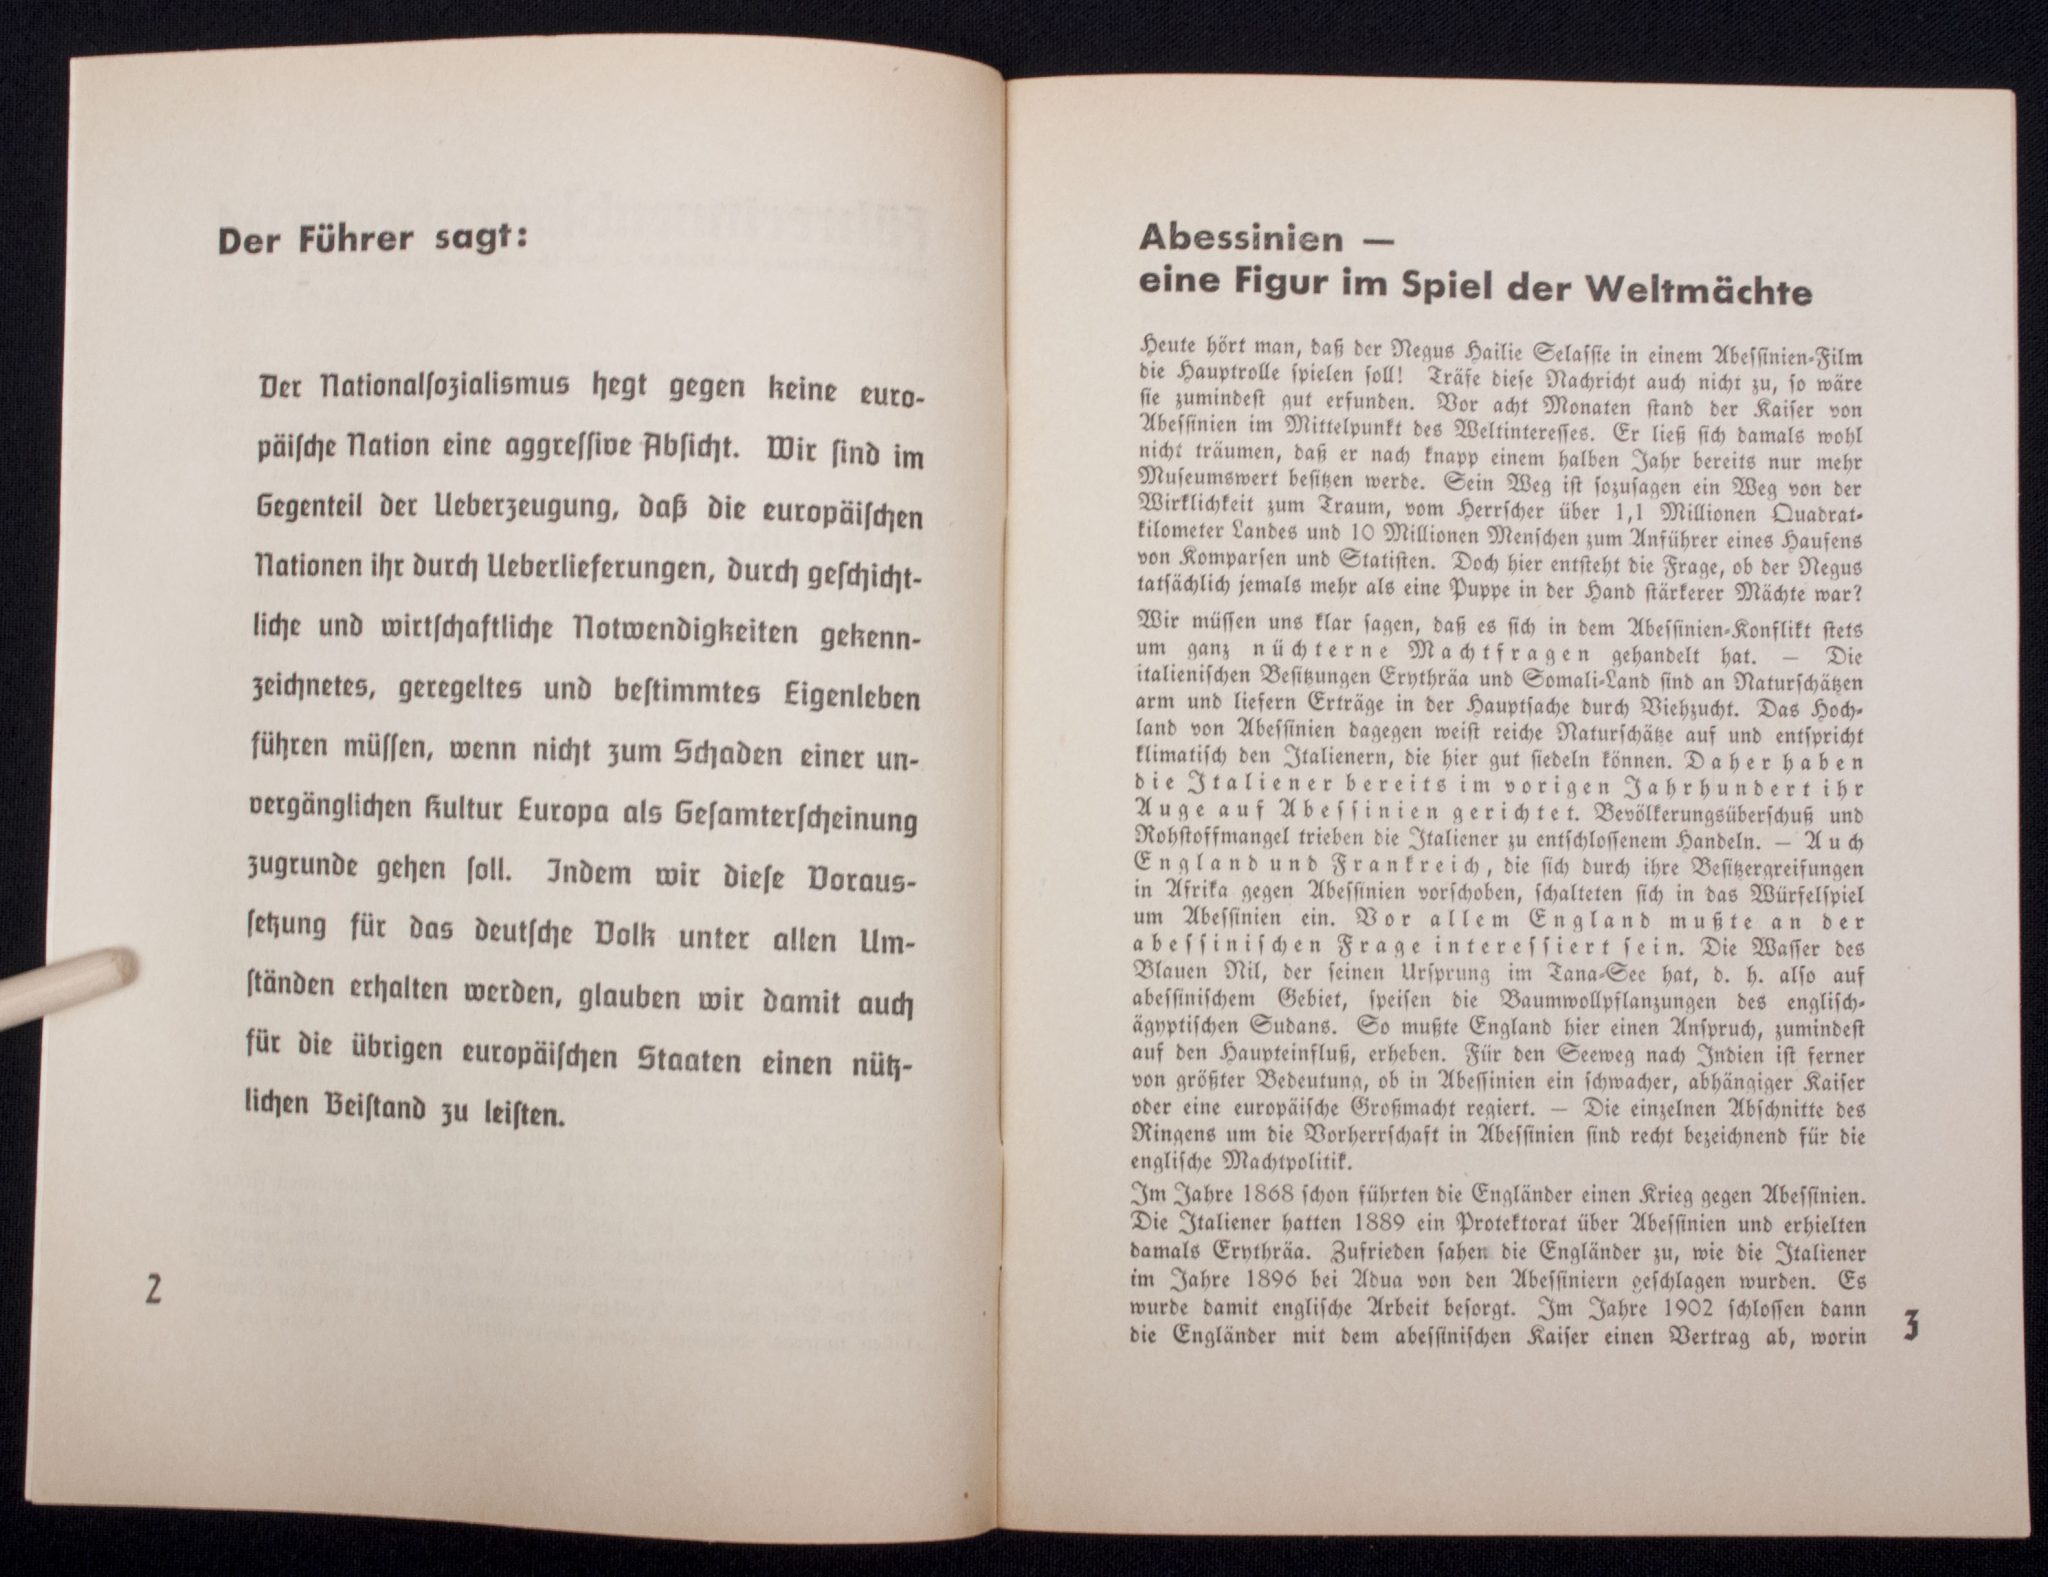 Der Führer sagt:
Der Nationalsozialismus hegt gegen keine euro-
päische Nation eine aggressive Absicht. Wir sind im
Gegenteil der Ueberzeugung, daß die europäischen
Nationen ihr durch Ueberlieferungen, durch geschicht-
liche und wirtschaftliche Notwendigkeiten gekenn-
zeichnetes, geregeltes und bestimmtes Eigenleben
führen müssen, wenn nicht zum Schaden einer un-
vergänglichen Kultur Europa als Gesamterscheinung
zugrunde gehen soll. Indem wir diese Voraus-
setzung für das deutsche Volk unter allen Um-
ständen erhalten werden, glauben wir damit auch
für die übrigen europäischen Staaten einen nütz-
lichen Beistand zu leisten.
2
Abessinien —
eine Figur im Spiel der Weltmächte
Heute hört man, daß der Negus Hailie Selassie in einem Abessinien-Film
die Hauptrolle spielen soll! Träfe diese Nachricht auch nicht zu, so wäre
sie zumindest gut erfunden. Vor acht Monaten stand der Kaiser von
Abessinien im Mittelpunkt des Weltinteresses. Er ließ sich damals wohl
nicht träumen, daß er nach knapp einem halben Jahr bereits nur mehr
Museumswert besitzen werde. Sein Weg ist sozusagen ein Weg von der
Wirklichkeit zum Traum, vom Herrscher über 1,1 Millionen Quadrat-
kilometer Landes und 10 Millionen Menschen zum Anführer eines Haufens
von Komparsen und Statisten. Doch hier entsteht die Frage, ob der Negus
tatsächlich jemals mehr als eine Puppe in der Hand stärkerer Mächte war?
Wir müssen uns klar sagen, daß es sich in dem Abessinien-Konflikt stets
um ganz nüchterne Machtfragen gehandelt hat. — Die
italienischen Besitzungen Erythräa und Somali-Land sind an Naturschätzen
arm und liefern Erträge in der Hauptsache durch Viehzucht. Das Hoch-
land von Abessinien dagegen weist reiche Naturschätze auf und entspricht
klimatisch den Italienern, die hier gut siedeln können. Daher haben
die Italiener bereits im vorigen Jahrhundert ihr
Auge auf Abessinien gerichtet. Bevölkerungsüberschuß und
Rohstoffmangel trieben die Italiener zu entschlossenem Handeln. — Auch
England und Frankreich, die sich durch ihre Besitzergreifungen
in Afrika gegen Abessinien vorschoben, schalteten sich in das Würfelspiel
um Abessinien ein. Vor allem England mußte an der
abessinischen Frage interessiert sein. Die Wasser des
Blauen Nil, der seinen Ursprung im Tana-See hat, d. h. also auf
abessinischem Gebiet, speisen die Baumwollpflanzungen des englisch-
ägyptischen Sudans. So mußte England hier einen Anspruch, zumindest
auf den Haupteinfluß, erheben. Für den Seeweg nach Indien ist ferner
von größter Bedeutung, ob in Abessinien ein schwacher, abhängiger Kaiser
oder eine europäische Großmacht regiert. — Die einzelnen Abschnitte des
Ringens um die Vorherrschaft in Abessinien sind recht bezeichnend für die
englische Machtpolitik.
Im Jahre 1868 schon führten die Engländer einen Krieg gegen Abessinien.
Die Italiener hatten 1889 ein Protektorat über Abessinien und erhielten
damals Erythräa. Zufrieden sahen die Engländer zu, wie die Italiener
im Jahre 1896 bei Adua von den Abessiniern geschlagen wurden. Es
wurde damit englische Arbeit besorgt. Im Jahre 1902 schlossen dann
die Engländer mit dem abessinischen Kaiser einen Vertrag ab, worin
3